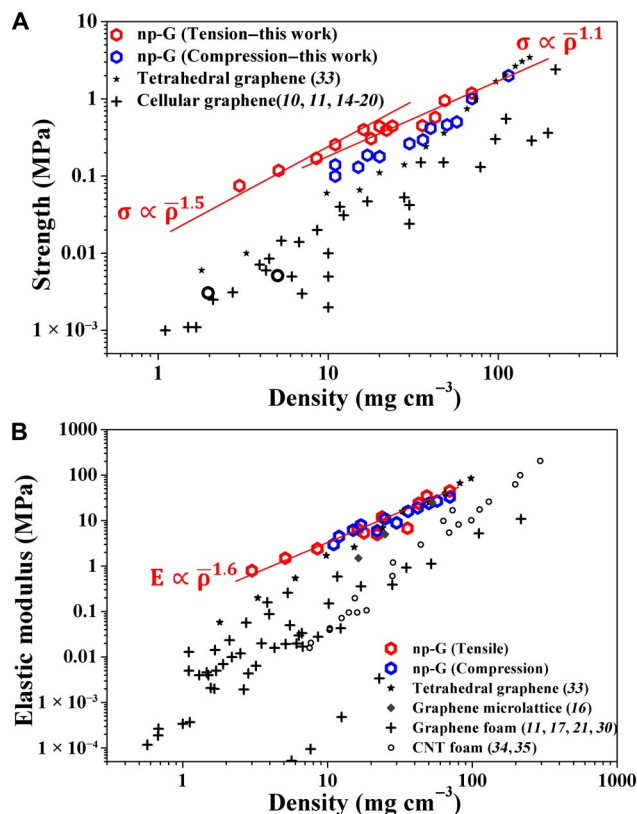 A
np-G (Tension–this work)
np-G (Compression–this work)
Tetrahedral graphene (33)
Cellular graphene(10, 11, 14-20)
σ ∝ ρ̅^1.1
σ ∝ ρ̅^1.5
Strength (MPa)
10
1
0.1
0.01
1 × 10⁻³
1
10
100
Density (mg cm⁻³)
B
1000
100
10
1
0.1
0.01
1 × 10⁻³
1 × 10⁻⁴
Elastic modulus (MPa)
E ∝ ρ̅^1.6
np-G (Tensile)
np-G (Compression)
Tetrahedral graphene (33)
Graphene microlattice (16)
Graphene foam (11, 17, 21, 30)
CNT foam (34, 35)
1
10
100
1000
Density (mg cm⁻³)